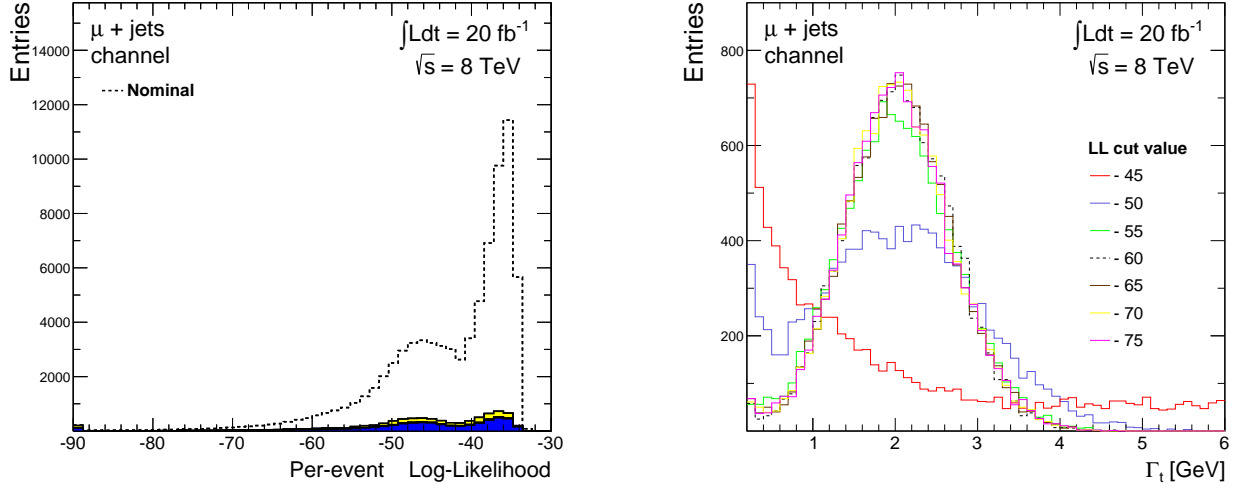 Entries
14000
12000
10000
8000
6000
4000
2000
μ + jets
channel
∫Ldt = 20 fb⁻¹
√s = 8 TeV
Nominal
-90 -80 -70 -60 -50 -40 -30
Per-event Log-Likelihood
Entries
800
600
400
200
μ + jets
channel
∫Ldt = 20 fb⁻¹
√s = 8 TeV
LL cut value
- 45
- 50
- 55
- 60
- 65
- 70
- 75
1 2 3 4 5 6
Γt [GeV]